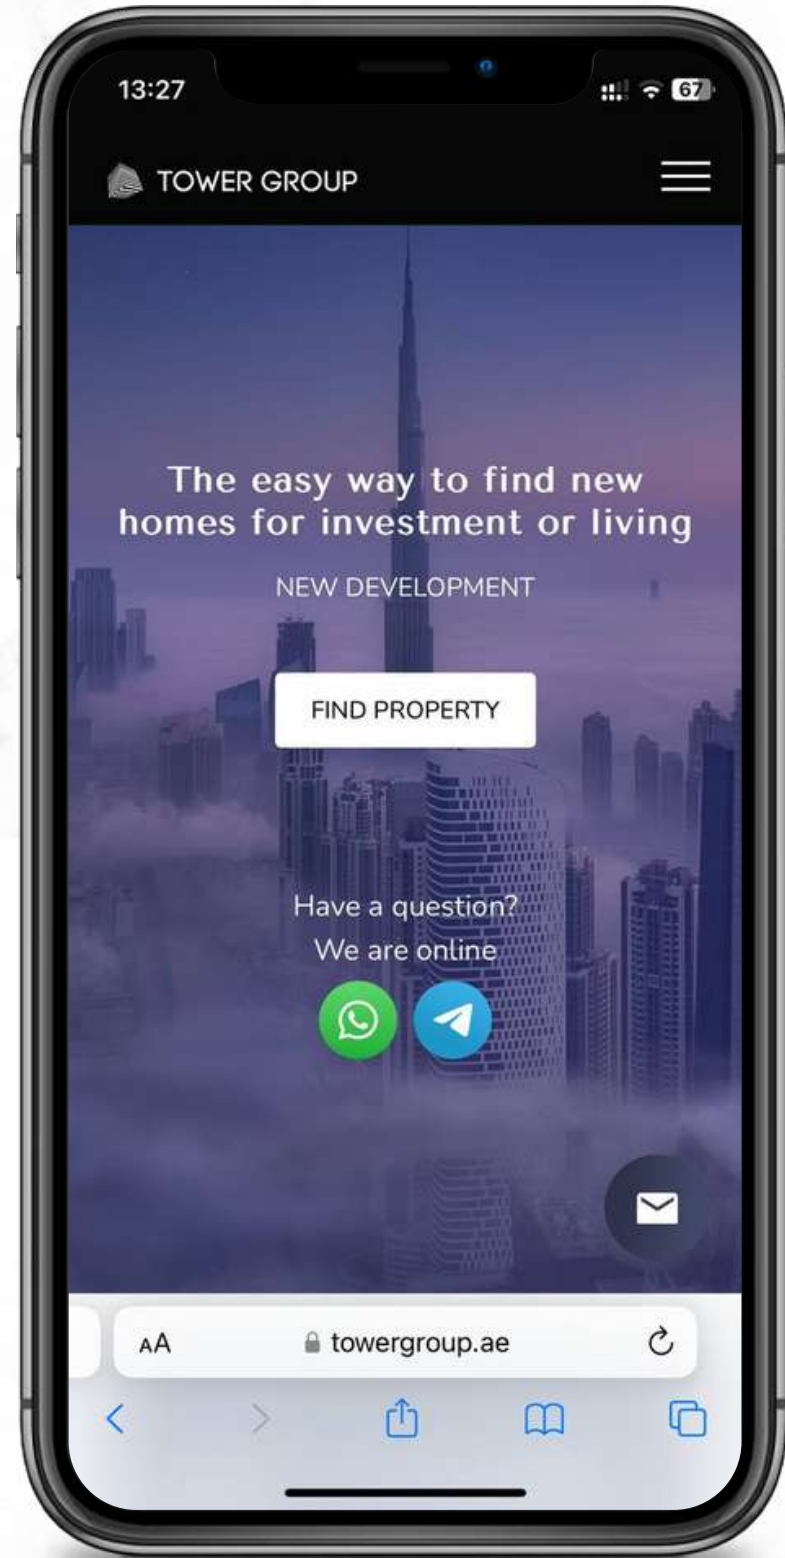 13:27
67
TOWER GROUP
The easy way to find new
homes for investment or living
NEW DEVELOPMENT
FIND PROPERTY
Have a question?
We are online
AA
towergroup.ae